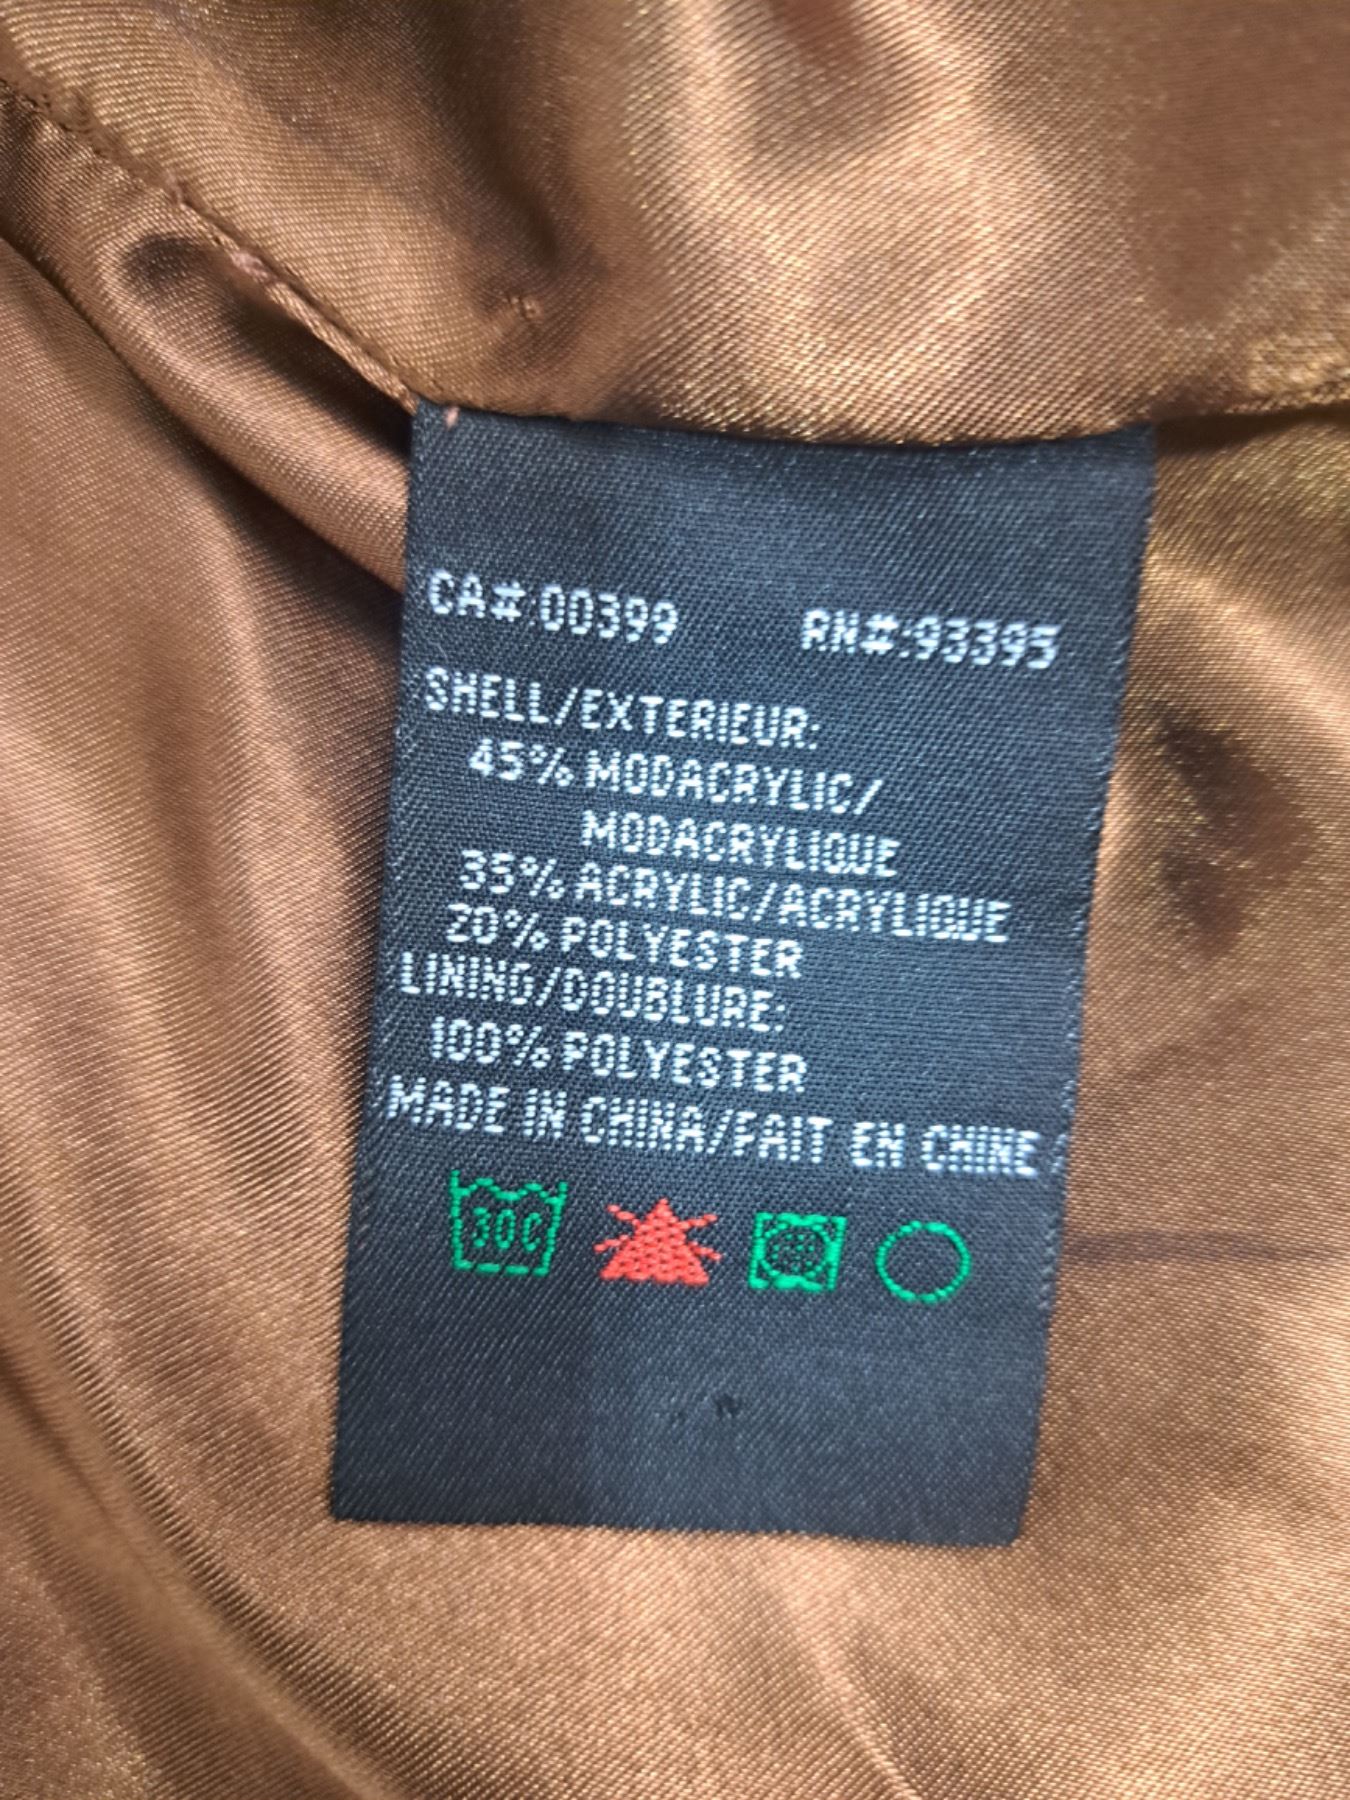 CA#:00399 RN#:93395
SHELL/EXTERIEUR:
45% MODACRYLIC/
MODACRYLIQUE
35% ACRYLIC/ACRYLIQUE
20% POLYESTER
LINING/DOUBLURE:
100% POLYESTER
MADE IN CHINA/FAIT EN CHINE
30C